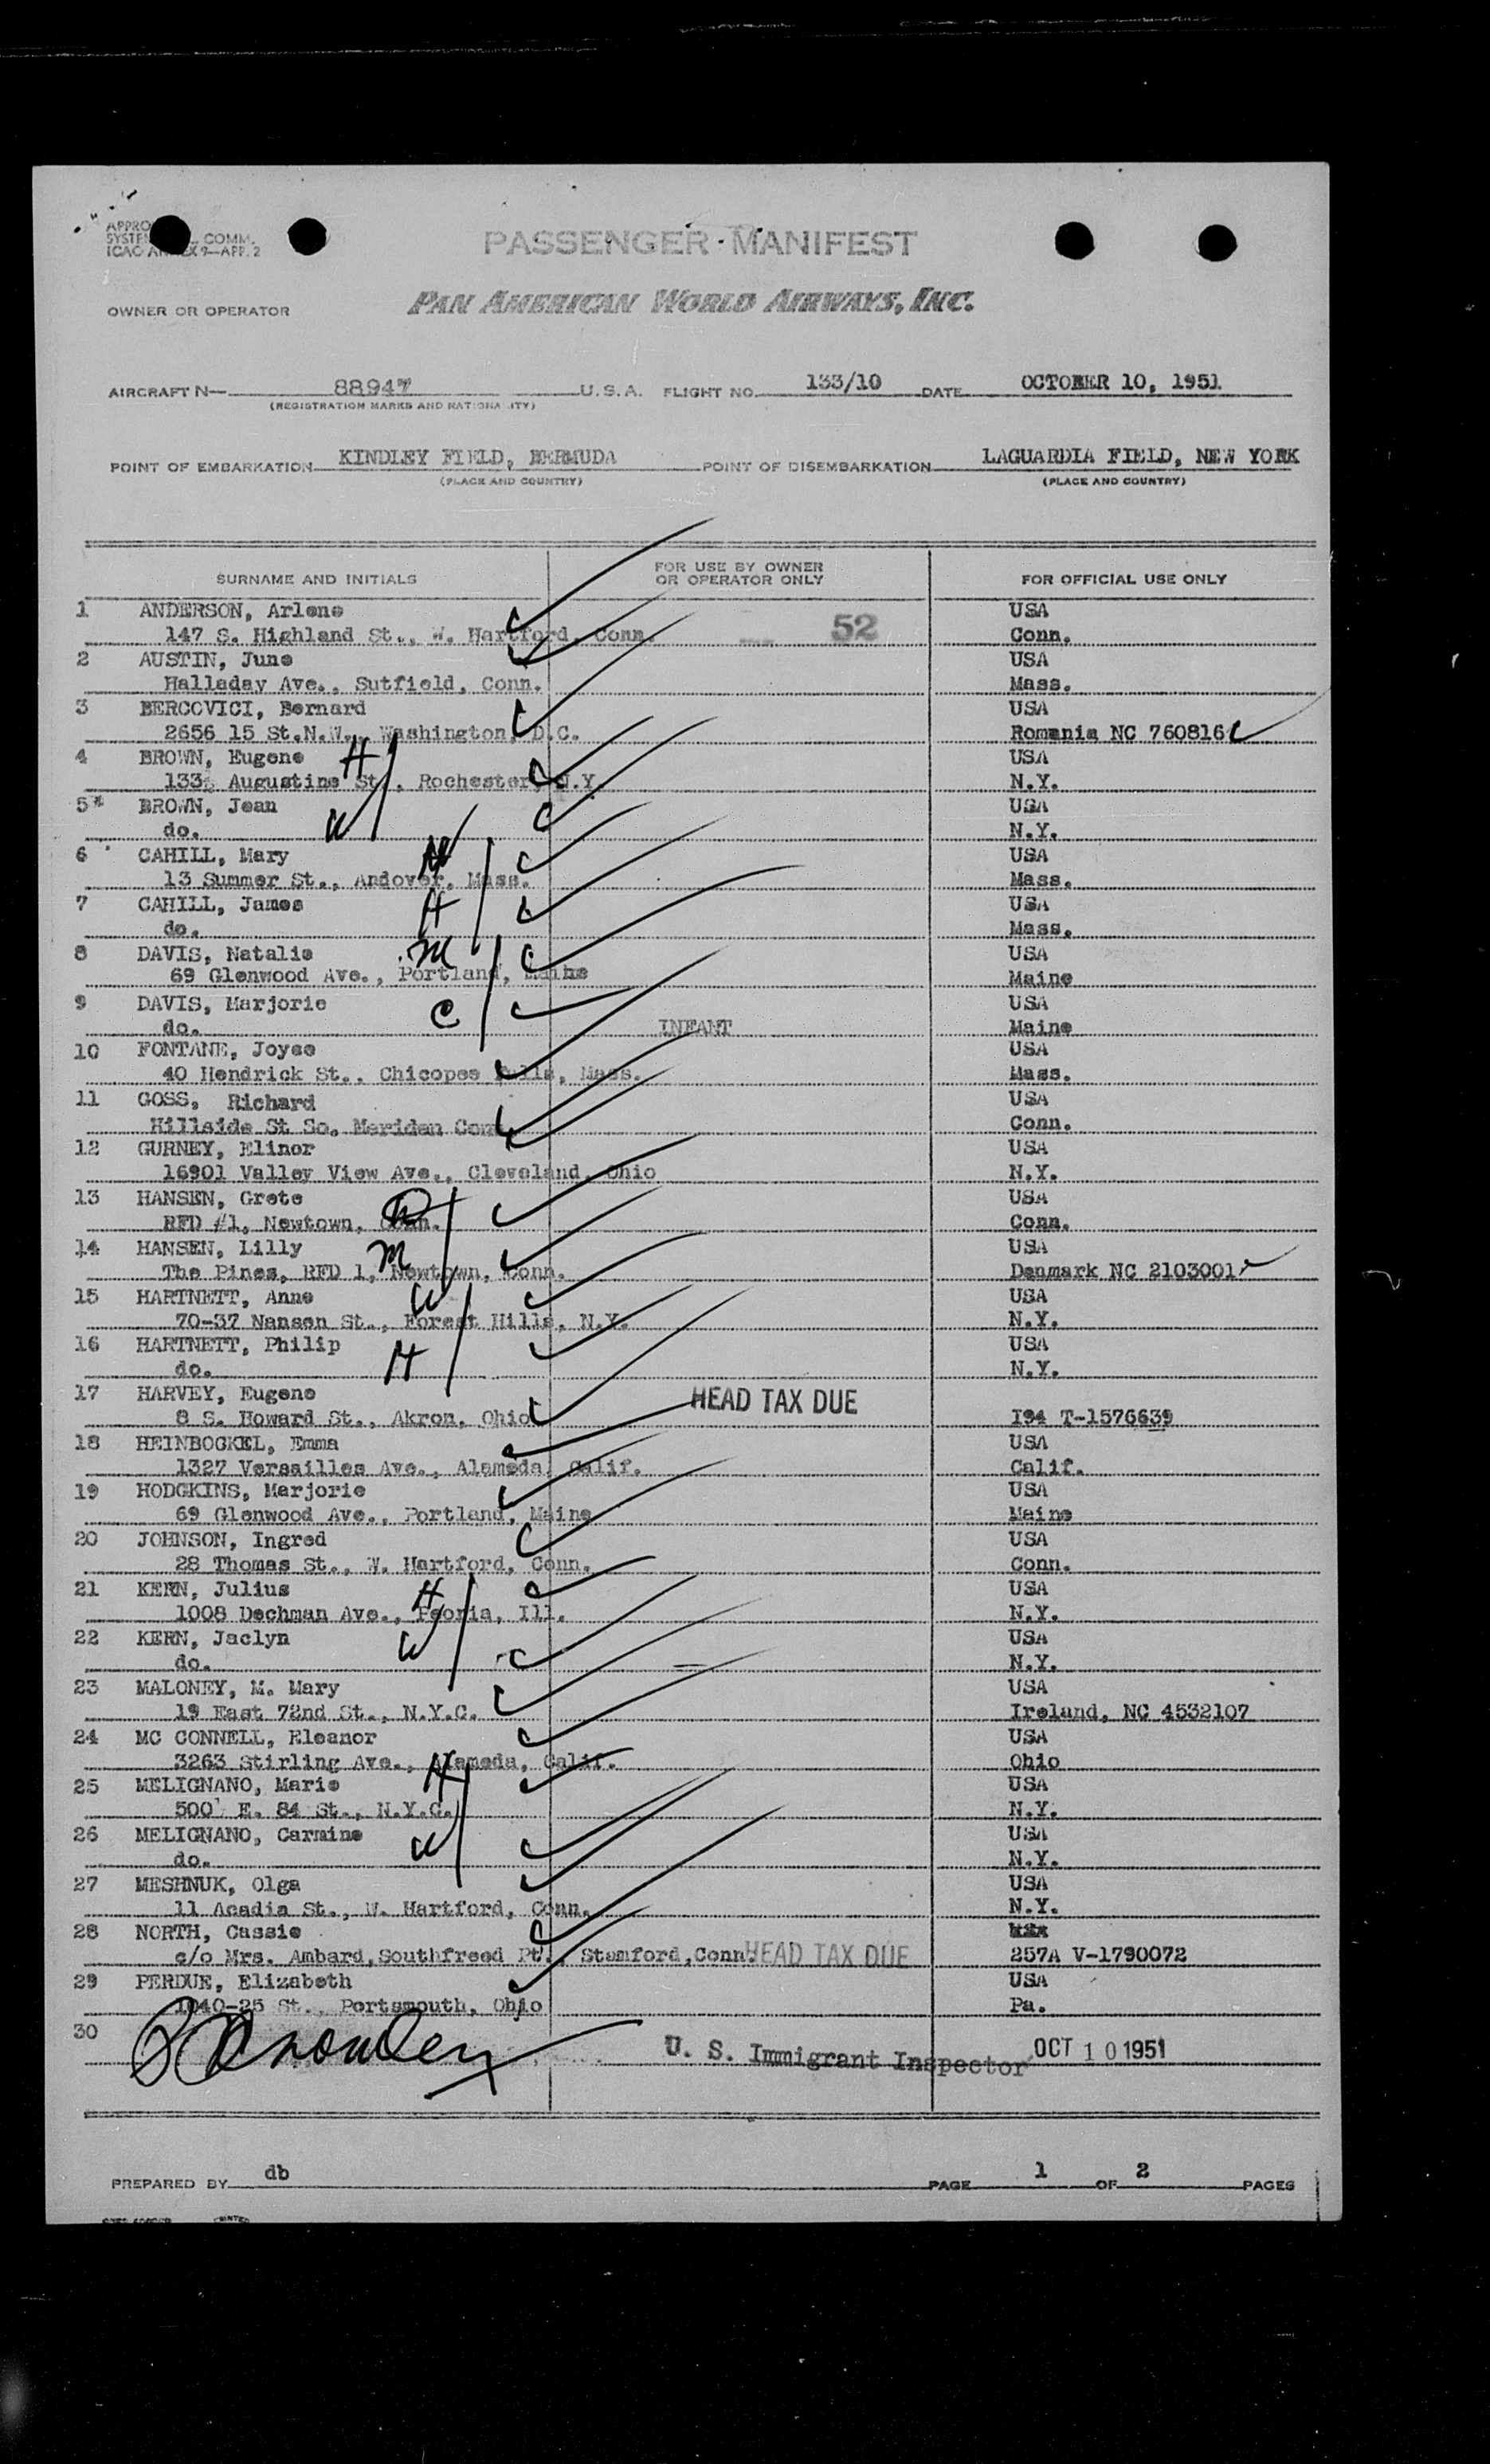 APPRO
SYSTE COMM.
ICAO ANNEX 9—APP. 2
PASSENGER MANIFEST
OWNER OR OPERATOR PAN AMERICAN WORLD AIRWAYS, INC.
AIRCRAFT N— 88947 U.S.A. FLIGHT NO. 133/10 DATE OCTOBER 10, 1951
(REGISTRATION MARKS AND NATIONALITY)
POINT OF EMBARKATION KINDLEY FIELD, BERMUDA POINT OF DISEMBARKATION LAGUARDIA FIELD, NEW YORK
(PLACE AND COUNTRY) (PLACE AND COUNTRY)
SURNAME AND INITIALS FOR USE BY OWNER OR OPERATOR ONLY FOR OFFICIAL USE ONLY
1 ANDERSON, Arlene USA
147 S. Highland St., W. Hartford, Conn. 52 Conn.
2 AUSTIN, June USA
Halladay Ave., Sutfield, Conn. Mass.
3 BERCOVICI, Bernard USA
2656 15 St.N.W., Washington, D.C. Romania NC 760816
4 BROWN, Eugene H USA
133 Augustine St., Rochester, N.Y. N.Y.
5 BROWN, Jean USA
do. W N.Y.
6 CAHILL, Mary W USA
13 Summer St., Andover, Mass. Mass.
7 CAHILL, James H USA
do. Mass.
8 DAVIS, Natalie M USA
69 Glenwood Ave., Portland, Maine Maine
9 DAVIS, Marjorie C USA
do. INFANT Maine
10 FONTANE, Joyce USA
40 Hendrick St., Chicopee Falls, Mass. Mass.
11 GOSS, Richard USA
Hillside St So. Meriden Conn Conn.
12 GURNEY, Elinor USA
16901 Valley View Ave., Cleveland, Ohio N.Y.
13 HANSEN, Grete USA
RFD #1, Newtown, Conn. Conn.
14 HANSEN, Lilly M USA
The Pines, RFD 1, Newtown, Conn. Denmark NC 2103001
15 HARTNETT, Anne W USA
70-37 Nansen St., Forest Hills, N.Y. N.Y.
16 HARTNETT, Philip H USA
do. N.Y.
17 HARVEY, Eugene HEAD TAX DUE
8 S. Howard St., Akron, Ohio I94 T-1576639
18 HEINBOCKEL, Emma USA
1327 Versailles Ave., Alameda, Calif. Calif.
19 HODGKINS, Marjorie USA
69 Glenwood Ave., Portland, Maine Maine
20 JOHNSON, Ingred USA
28 Thomas St., W. Hartford, Conn. Conn.
21 KERN, Julius H USA
1008 Dechman Ave., Peoria, Ill. N.Y.
22 KERN, Jaclyn W USA
do. N.Y.
23 MALONEY, M. Mary USA
19 East 72nd St., N.Y.C. Ireland, NC 4532107
24 MC CONNELL, Eleanor USA
3263 Stirling Ave., Alameda, Calif. Ohio
25 MELIGNANO, Marie H USA
500 E. 84 St., N.Y.C. N.Y.
26 MELIGNANO, Carmine W USA
do. N.Y.
27 MESHNUK, Olga USA
11 Acadia St., W. Hartford, Conn. N.Y.
28 NORTH, Cassie
c/o Mrs. Ambard, Southfreed Pt., Stamford, Conn. HEAD TAX DUE 257A V-1790072
29 PERDUE, Elizabeth USA
1040-25 St., Portsmouth, Ohio Pa.
30 U. S. Immigrant Inspector OCT 10 1951
PREPARED BY db PAGE 1 OF 2 PAGES